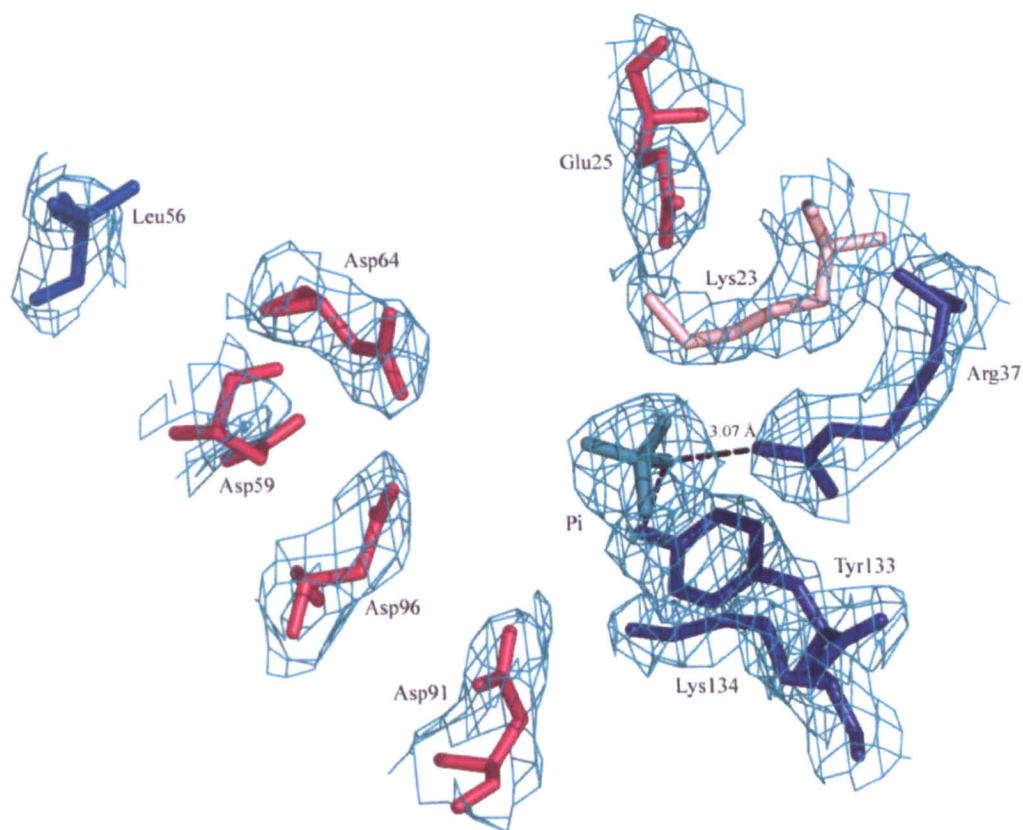 Glu25
Leu56
Asp64
Lys23
Arg37
3.07 Å
Asp59
Pi
Tyr133
Asp96
Lys134
Asp91